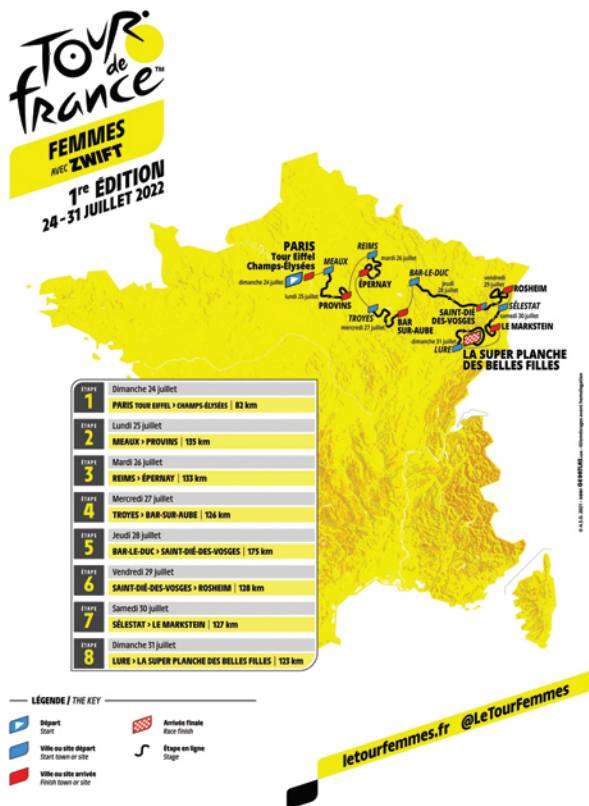 TOUR
de
france™
FEMMES
AVEC ZWIFT
1re ÉDITION
24 - 31 JUILLET 2022
PARIS
Tour Eiffel
Champs-Élysées
dimanche 24 juillet
MEAUX
lundi 25 juillet
PROVINS
REIMS
mardi 26 juillet
ÉPERNAY
TROYES
mercredi 27 juillet
BAR
SUR-AUBE
BAR-LE-DUC
jeudi
28 juillet
SAINT-DIÉ
DES-VOSGES
vendredi
29 juillet
ROSHEIM
SÉLESTAT
samedi 30 juillet
LE MARKSTEIN
dimanche 31 juillet
LURE
LA SUPER PLANCHE
DES BELLES FILLES
ÉTAPE 1
Dimanche 24 juillet
PARIS TOUR EIFFEL > CHAMPS-ÉLYSÉES | 82 km
ÉTAPE 2
Lundi 25 juillet
MEAUX > PROVINS | 135 km
ÉTAPE 3
Mardi 26 juillet
REIMS > ÉPERNAY | 133 km
ÉTAPE 4
Mercredi 27 juillet
TROYES > BAR-SUR-AUBE | 126 km
ÉTAPE 5
Jeudi 28 juillet
BAR-LE-DUC > SAINT-DIÉ-DES-VOSGES | 175 km
ÉTAPE 6
Vendredi 29 juillet
SAINT-DIÉ-DES-VOSGES > ROSHEIM | 128 km
ÉTAPE 7
Samedi 30 juillet
SÉLESTAT > LE MARKSTEIN | 127 km
ÉTAPE 8
Dimanche 31 juillet
LURE > LA SUPER PLANCHE DES BELLES FILLES | 123 km
LÉGENDE / THE KEY
Départ
Start
Ville ou site départ
Start town or site
Ville ou site arrivée
Finish town or site
Arrivée finale
Race finish
Étape en ligne
Stage
letourfemmes.fr @LeTourFemmes
© A.S.O. 2021 - Kilométrages avant homologation